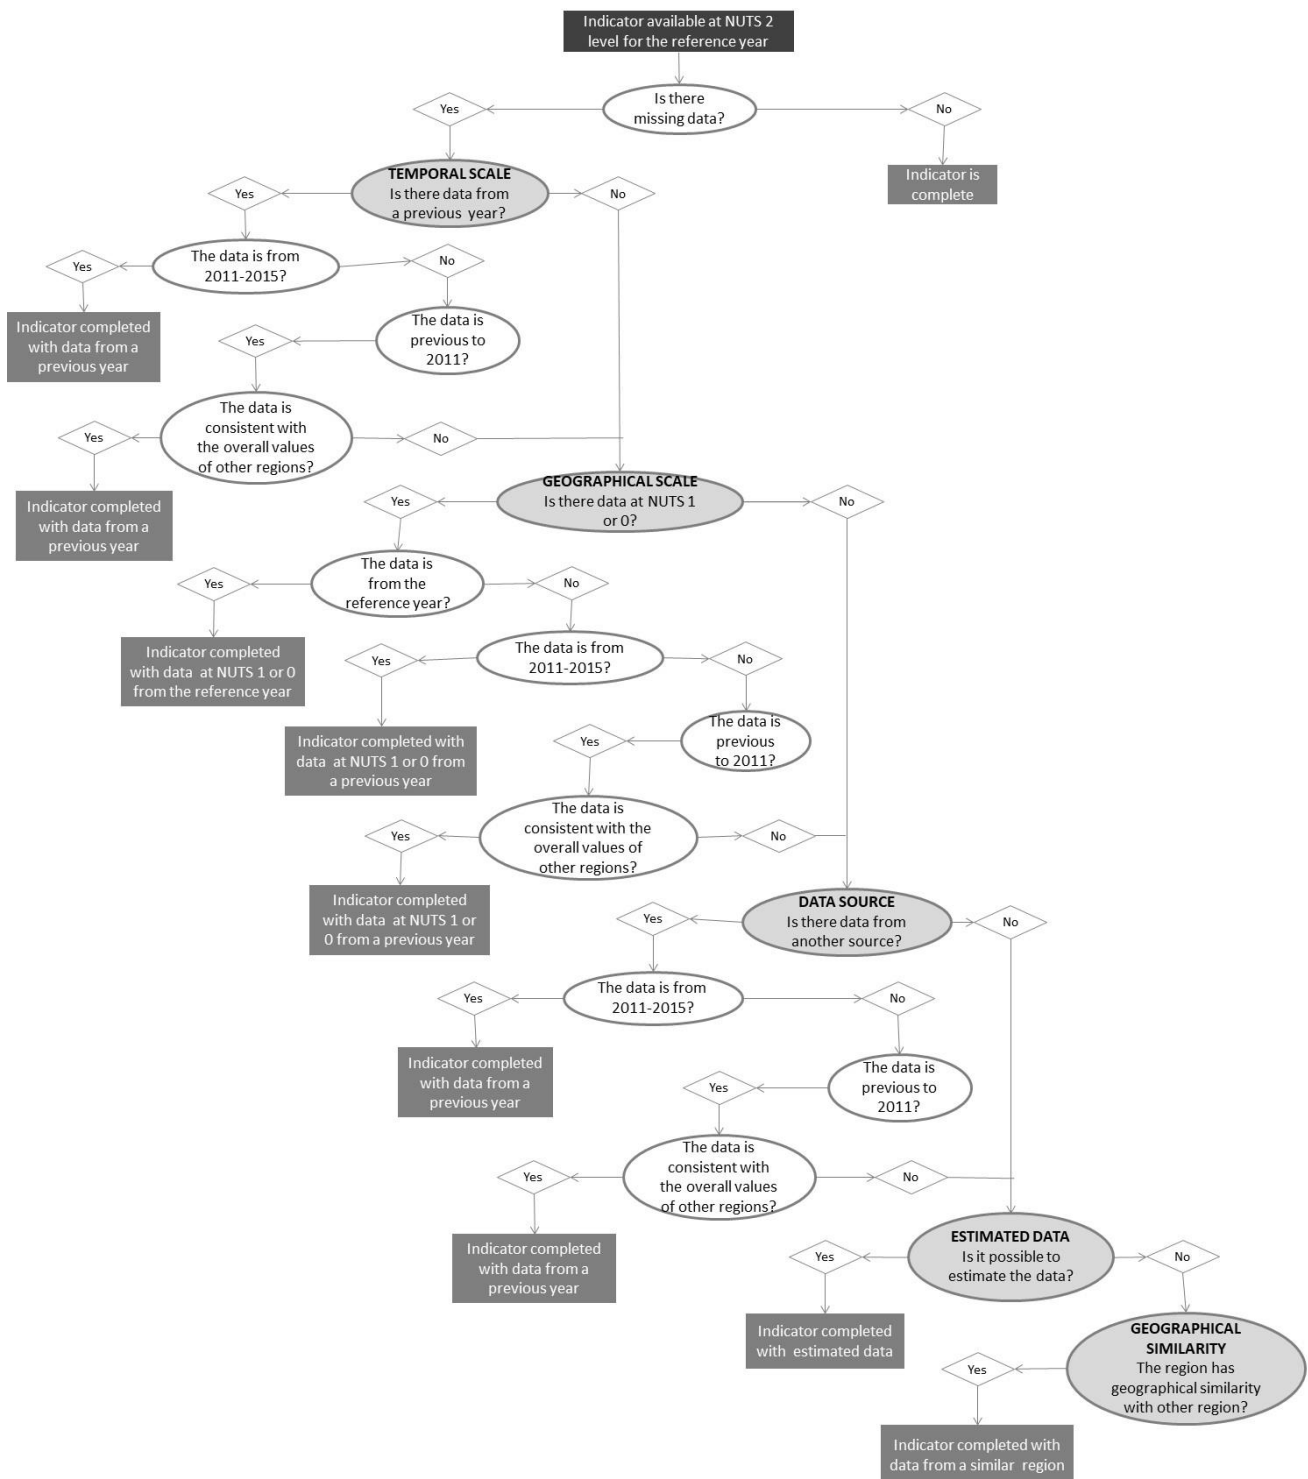 Indicator available at NUTS 2
level for the reference year
Is there
missing data?
Yes
No
Indicator is
complete
TEMPORAL SCALE
Is there data from
a previous year?
Yes
No
The data is from
2011-2015?
Yes
No
Indicator completed
with data from a
previous year
The data is
previous to
2011?
Yes
The data is
consistent with
the overall values
of other regions?
Yes
No
Indicator completed
with data from a
previous year
GEOGRAPHICAL SCALE
Is there data at NUTS 1
or 0?
Yes
No
The data is
from the
reference year?
Yes
No
Indicator completed
with data at NUTS 1 or 0
from the reference year
The data is from
2011-2015?
Yes
No
Indicator completed with
data at NUTS 1 or 0 from
a previous year
The data is
previous
to 2011?
Yes
The data is
consistent with the
overall values of
other regions?
Yes
No
Indicator completed
with data at NUTS 1 or
0 from a previous year
DATA SOURCE
Is there data from
another source?
Yes
No
The data is from
2011-2015?
Yes
No
Indicator completed
with data from a
previous year
The data is
previous to
2011?
Yes
The data is
consistent with
the overall values
of other regions?
Yes
No
Indicator completed
with data from a
previous year
ESTIMATED DATA
Is it possible to
estimate the data?
Yes
No
Indicator completed
with estimated data
GEOGRAPHICAL
SIMILARITY
The region has
geographical similarity
with other region?
Yes
Indicator completed with
data from a similar region